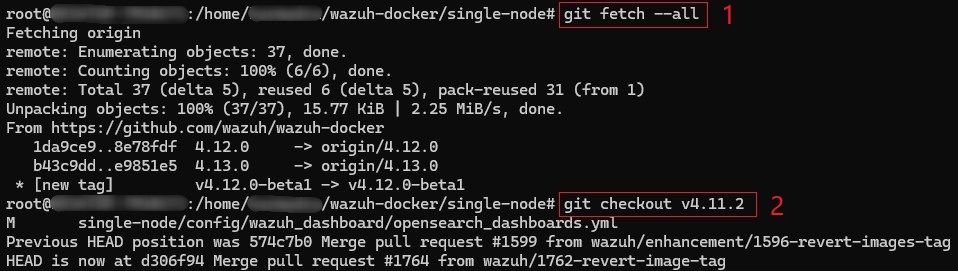 root@ :/home/ /wazuh-docker/single-node# git fetch --all 1
Fetching origin
remote: Enumerating objects: 37, done.
remote: Counting objects: 100% (6/6), done.
remote: Total 37 (delta 5), reused 6 (delta 5), pack-reused 31 (from 1)
Unpacking objects: 100% (37/37), 15.77 KiB | 2.25 MiB/s, done.
From https://github.com/wazuh/wazuh-docker
   1da9ce9..8e78fdf  4.12.0     -> origin/4.12.0
   b43c9dd..e9851e5  4.13.0     -> origin/4.13.0
 * [new tag]         v4.12.0-beta1 -> v4.12.0-beta1
root@ :/home/ /wazuh-docker/single-node# git checkout v4.11.2 2
M       single-node/config/wazuh_dashboard/opensearch_dashboards.yml
Previous HEAD position was 574c7b0 Merge pull request #1599 from wazuh/enhancement/1596-revert-images-tag
HEAD is now at d306f94 Merge pull request #1764 from wazuh/1762-revert-image-tag